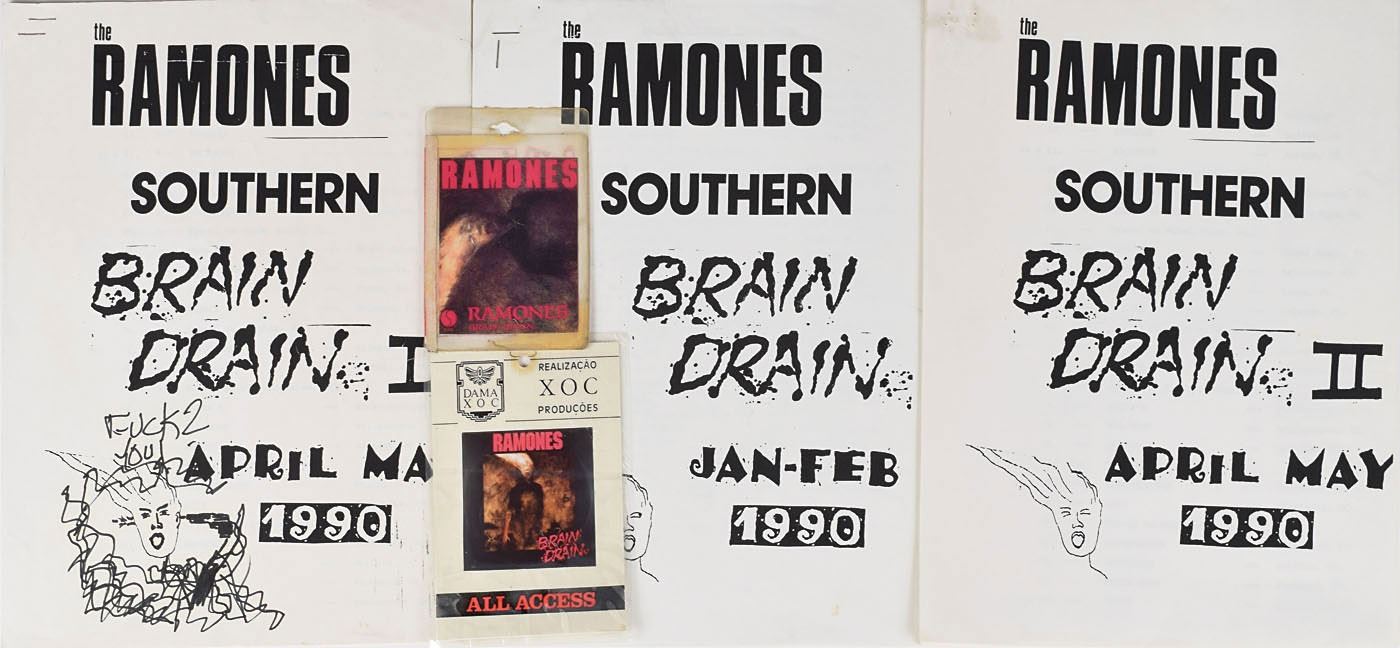 the
RAMONES
SOUTHERN
BRAIN
DRAIN. I
FUCK 2
YOU
APRIL MA
1990
RAMONES
RAMONES
DAMA
XOC
REALIZAÇÃO
XOC
PRODUÇÕES
RAMONES
BRAIN
DRAIN
ALL ACCESS
the
RAMONES
SOUTHERN
BRAIN
DRAIN.
JAN-FEB
1990
the
RAMONES
SOUTHERN
BRAIN
DRAIN. II
APRIL MAY
1990